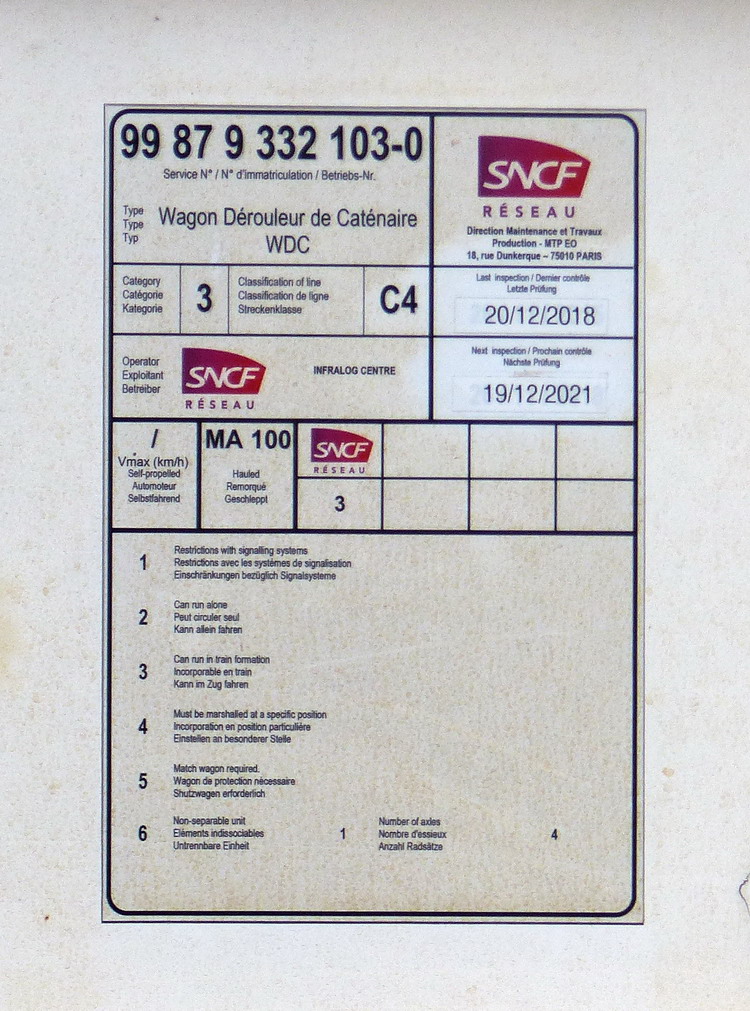 99 87 9 332 103-0
Service N° / N° d'immatriculation / Betriebs-Nr.
Type
Type
Typ
Wagon Dérouleur de Caténaire
WDC
SNCF
RÉSEAU
Direction Maintenance et Travaux
Production - MTP EO
18, rue Dunkerque – 75010 PARIS
Category
Catégorie
Kategorie
3
Classification of line
Classification de ligne
Streckenklasse
C4
Last inspection / Dernier contrôle
Letzte Prüfung
20/12/2018
Operator
Exploitant
Betreiber
SNCF
RÉSEAU
INFRALOG CENTRE
Next inspection / Prochain contrôle
Nächste Prüfung
19/12/2021
/
Vmax (km/h)
Self-propelled
Automoteur
Selbstfahrend
MA 100
Hauled
Remorqué
Geschleppt
SNCF
RÉSEAU
3
1
Restrictions with signalling systems
Restrictions avec les systèmes de signalisation
Einschränkungen bezüglich Signalsysteme
2
Can run alone
Peut circuler seul
Kann allein fahren
3
Can run in train formation
Incorporable en train
Kann im Zug fahren
4
Must be marshalled at a specific position
Incorporation en position particulière
Einstellen an besonderer Stelle
5
Match wagon required.
Wagon de protection nécessaire
Shutzwagen erforderlich
6
Non-separable unit
Eléments indissociables
Untrennbare Einheit
1
Number of axles
Nombre d'essieux
Anzahl Radsätze
4